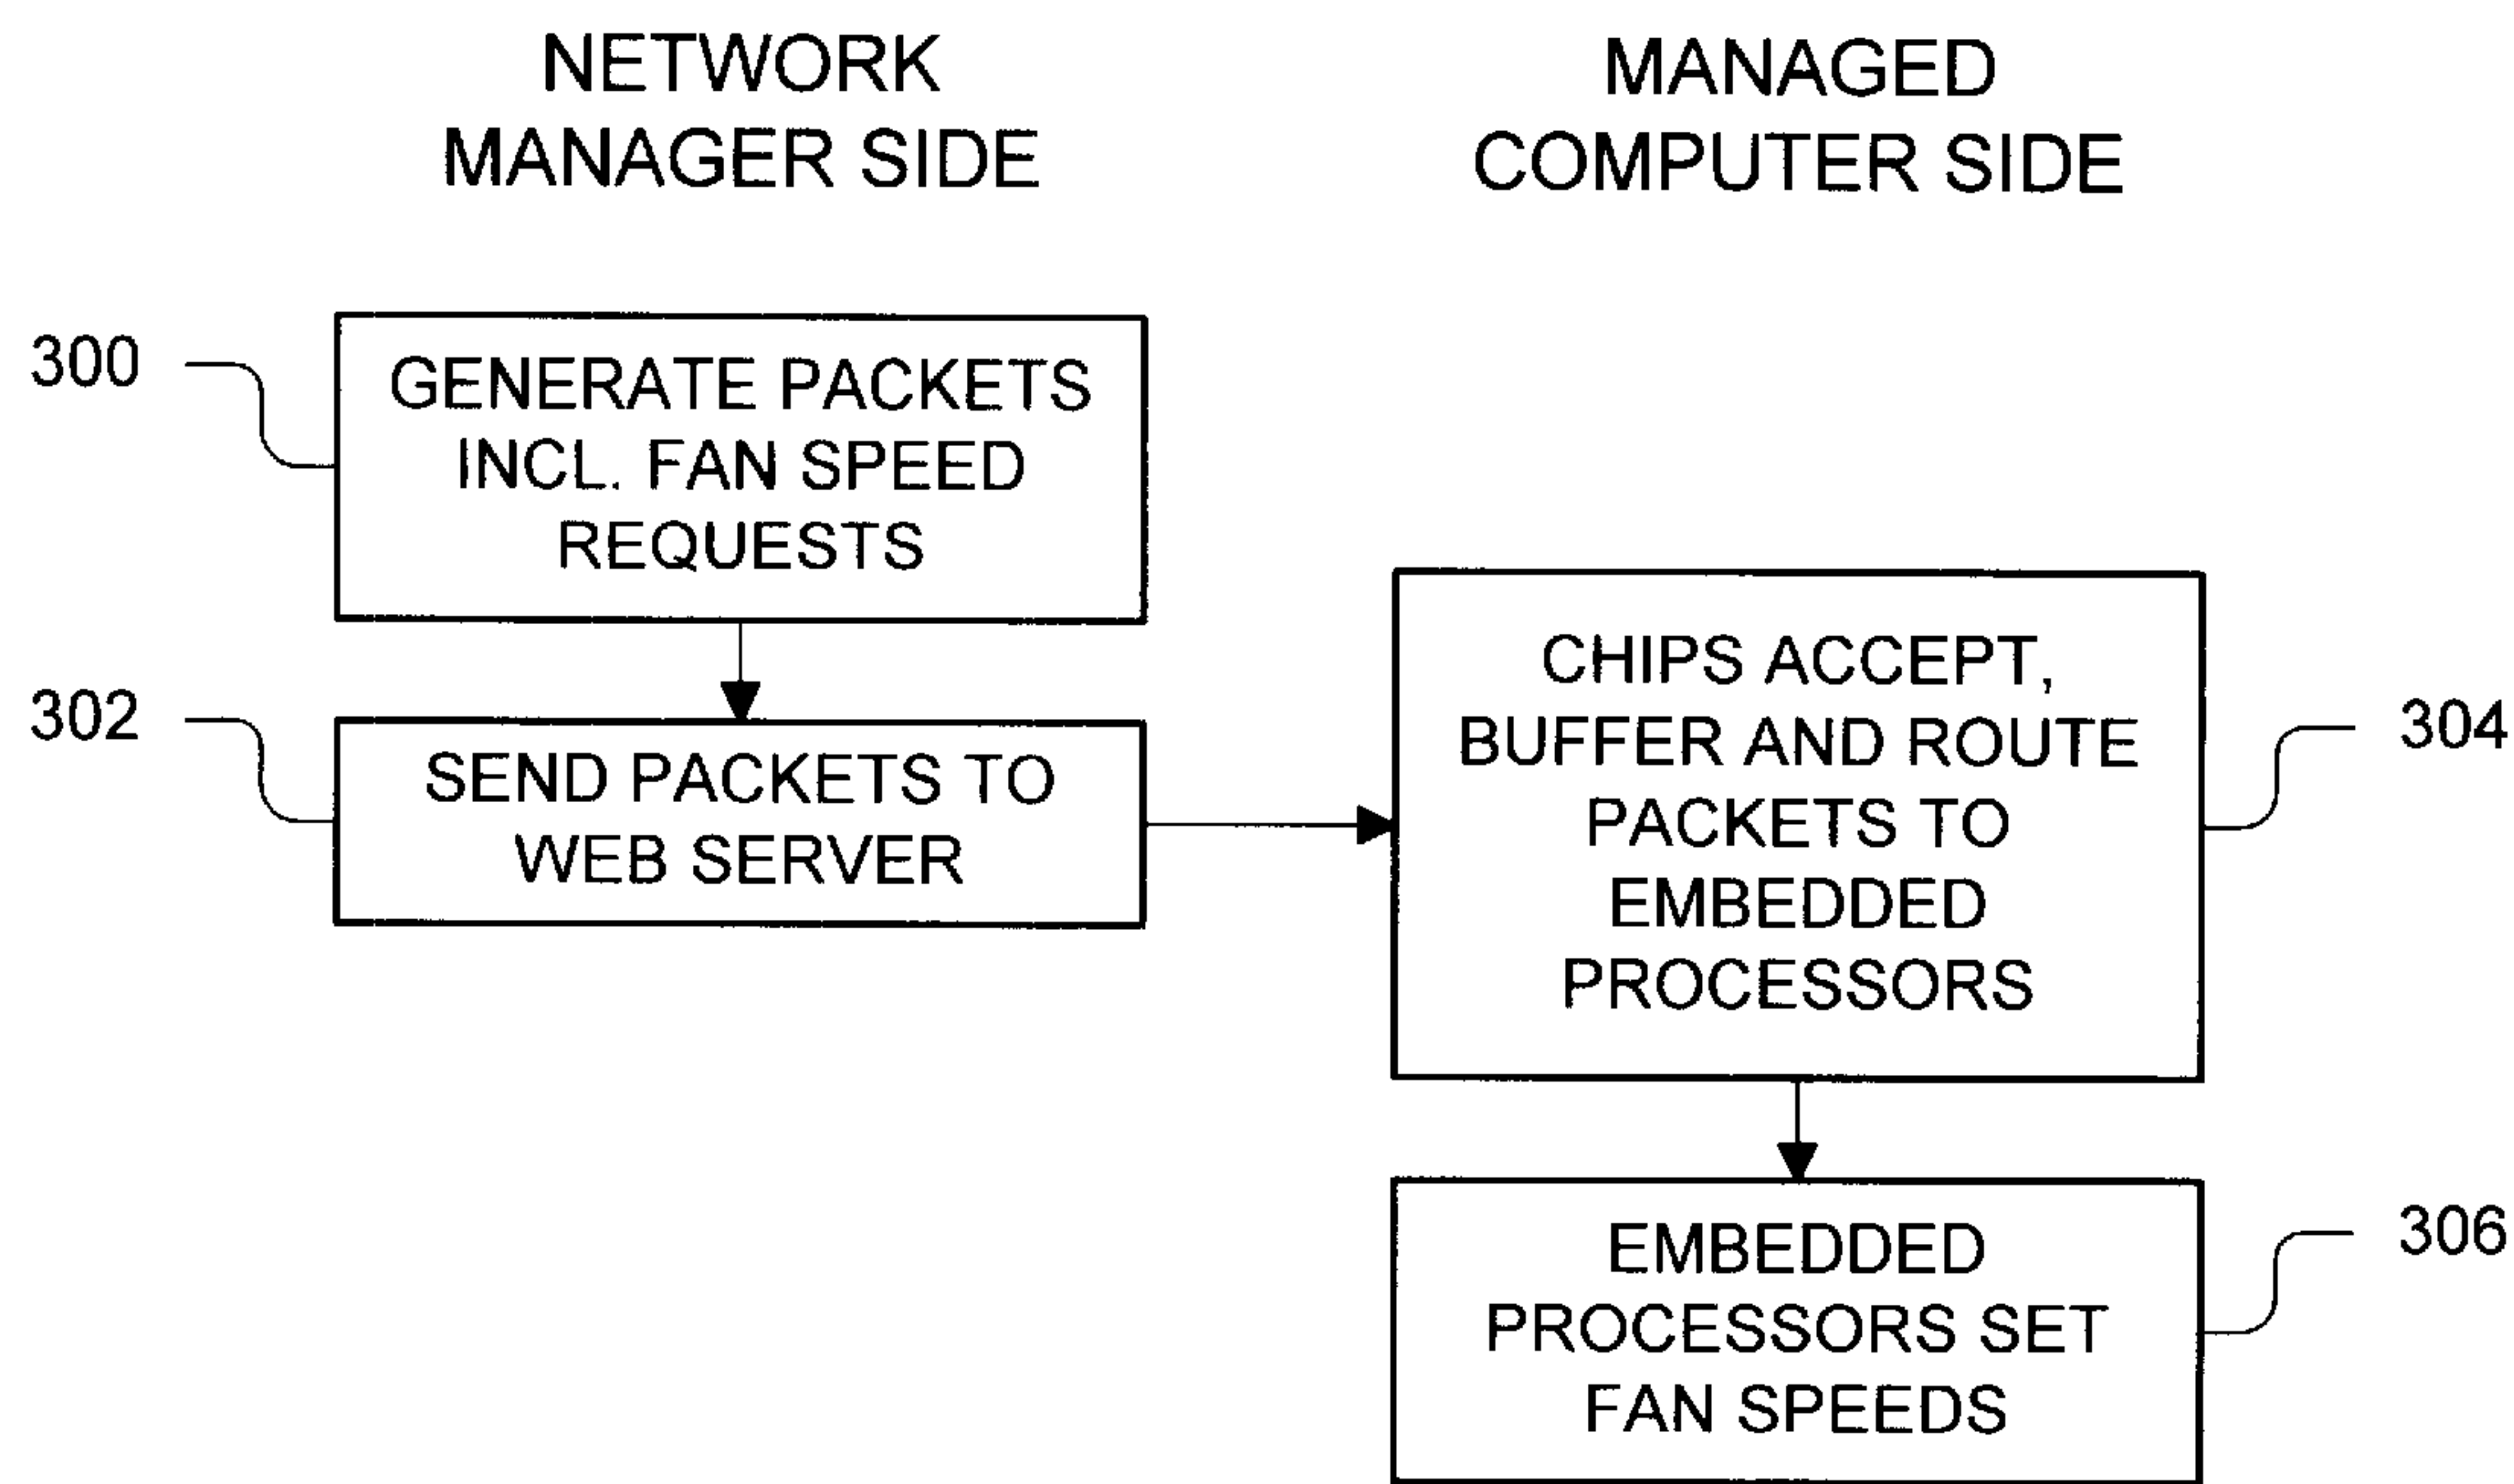 NETWORK
MANAGER SIDE
MANAGED
COMPUTER SIDE
300
GENERATE PACKETS
INCL. FAN SPEED
REQUESTS
302
SEND PACKETS TO
WEB SERVER
CHIPS ACCEPT,
BUFFER AND ROUTE
PACKETS TO
EMBEDDED
PROCESSORS
304
EMBEDDED
PROCESSORS SET
FAN SPEEDS
306